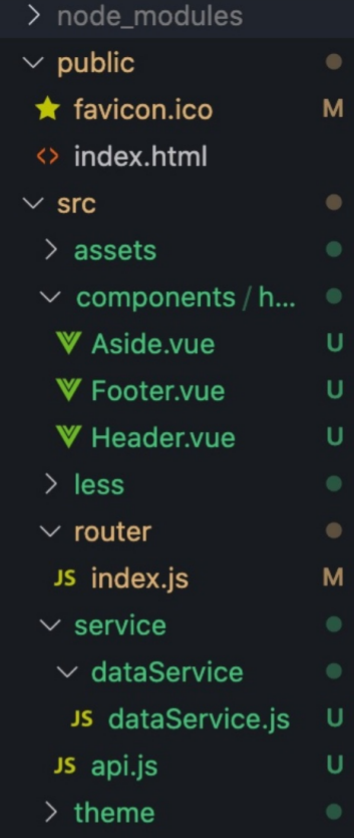 node_modules
public
favicon.ico M
<> index.html
src
assets
components / h...
Aside.vue U
Footer.vue U
Header.vue U
less
router
JS index.js M
service
dataService
JS dataService.js U
JS api.js U
theme